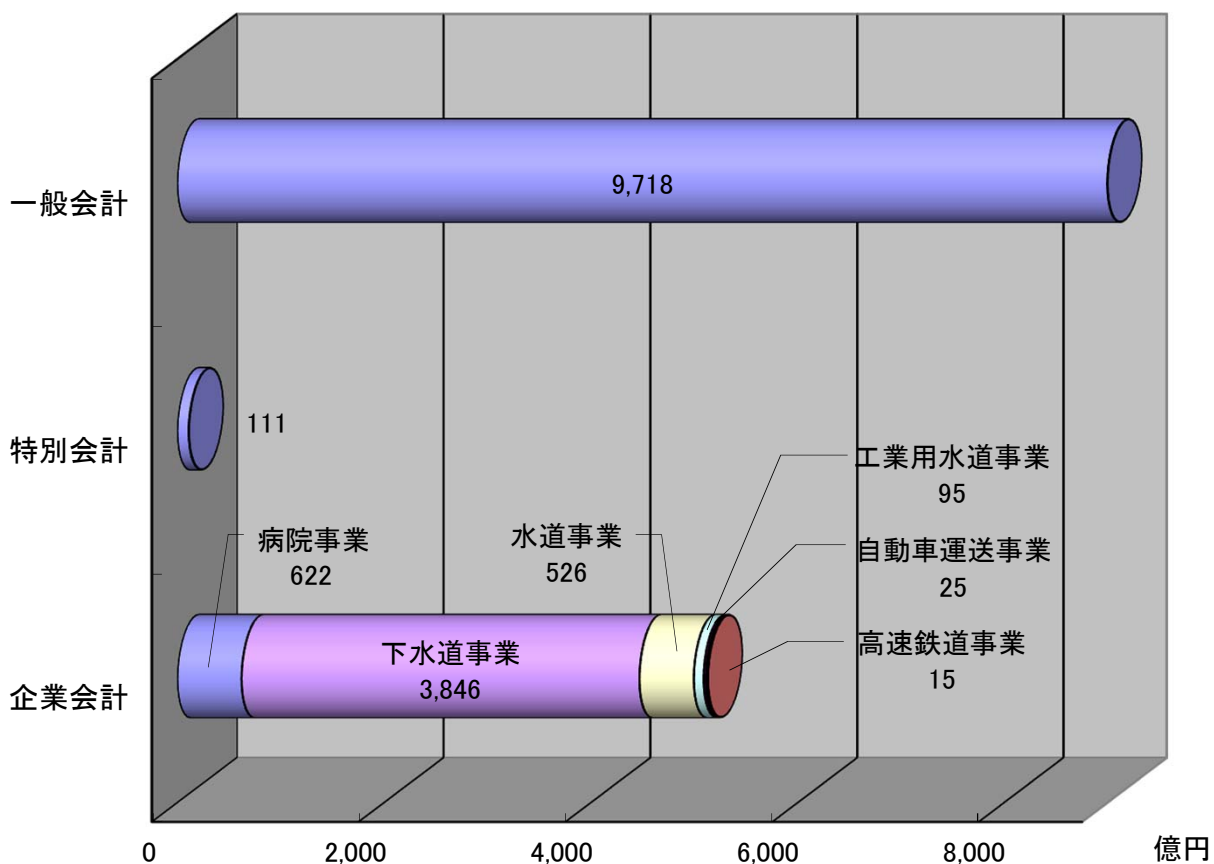 一般会計
9,718
特別会計
111
工業用水道事業
95
病院事業
622
水道事業
526
自動車運送事業
25
高速鉄道事業
15
企業会計
下水道事業
3,846
0
2,000
4,000
6,000
8,000
億円